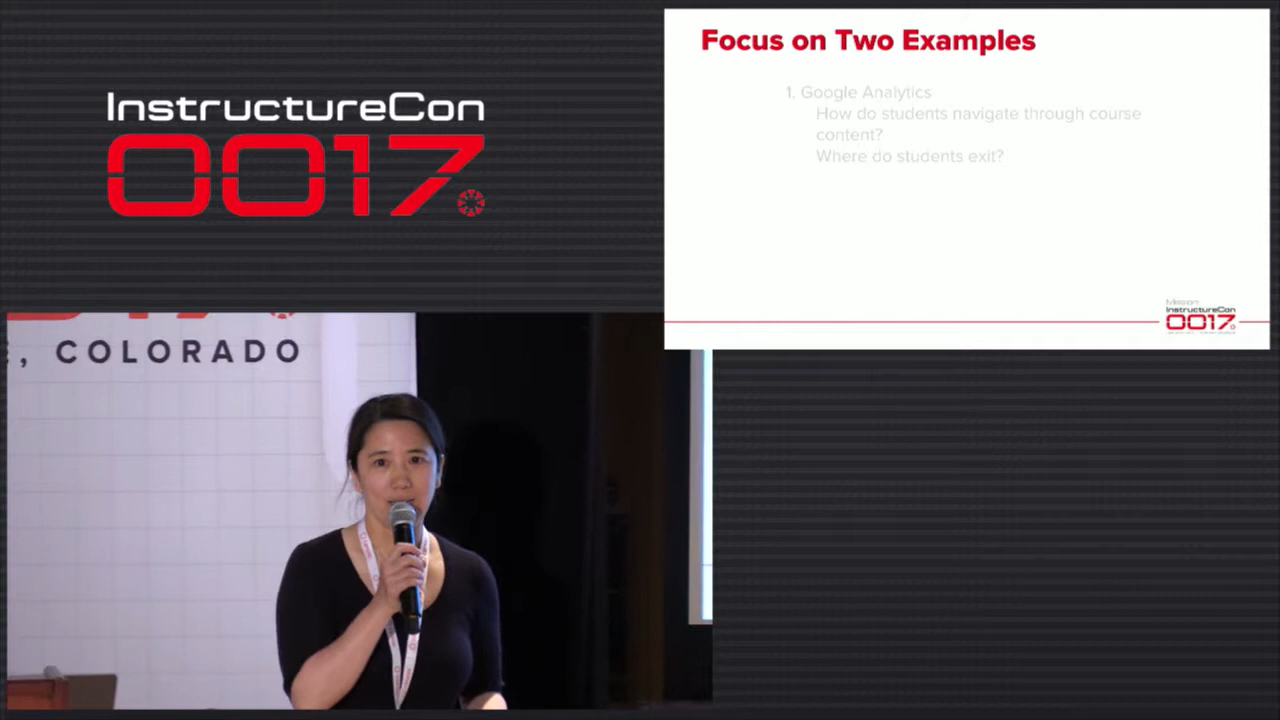 InstructureCon
0017
Focus on Two Examples
1. Google Analytics
How do students navigate through course
content?
Where do students exit?
Mission:
InstructureCon
0017
, COLORADO